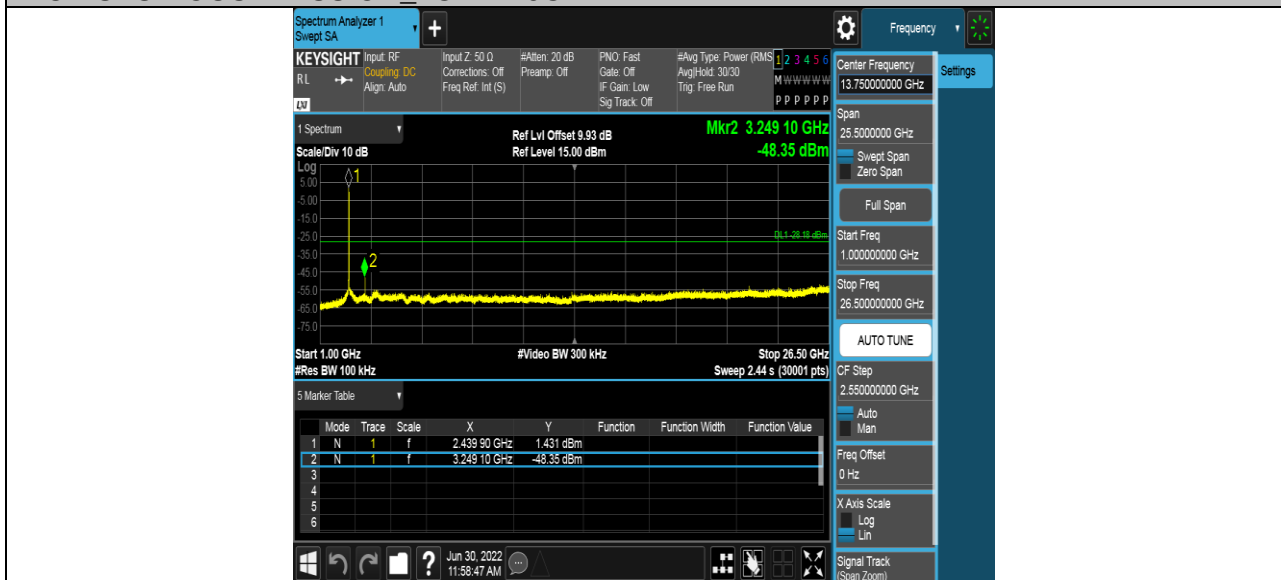 Spectrum Analyzer 1
Swept SA
+
Frequency
KEYSIGHT
RL
LXI
Input: RF
Coupling: DC
Align: Auto
Input Z: 50 Ω
Corrections: Off
Freq Ref: Int (S)
#Atten: 20 dB
Preamp: Off
PNO: Fast
Gate: Off
IF Gain: Low
Sig Track: Off
#Avg Type: Power (RMS
Avg|Hold: 30/30
Trig: Free Run
1 2 3 4 5 6
M W W W W W
P P P P P P
1 Spectrum
Scale/Div 10 dB
Ref Lvl Offset 9.93 dB
Ref Level 15.00 dBm
Mkr2 3.249 10 GHz
-48.35 dBm
Log
5.00
-5.00
-15.0
-25.0
-35.0
-45.0
-55.0
-65.0
-75.0
1
2
DL1 -28.18 dBm
Start 1.00 GHz
#Video BW 300 kHz
Stop 26.50 GHz
#Res BW 100 kHz
Sweep 2.44 s (30001 pts)
5 Marker Table
Mode Trace Scale X Y Function Function Width Function Value
1 N 1 f 2.439 90 GHz 1.431 dBm
2 N 1 f 3.249 10 GHz -48.35 dBm
3
4
5
6
?
Jun 30, 2022
11:58:47 AM
Center Frequency
13.750000000 GHz
Settings
Span
25.5000000 GHz
Swept Span
Zero Span
Full Span
Start Freq
1.000000000 GHz
Stop Freq
26.500000000 GHz
AUTO TUNE
CF Step
2.550000000 GHz
Auto
Man
Freq Offset
0 Hz
X Axis Scale
Log
Lin
Signal Track
(Span Zoom)